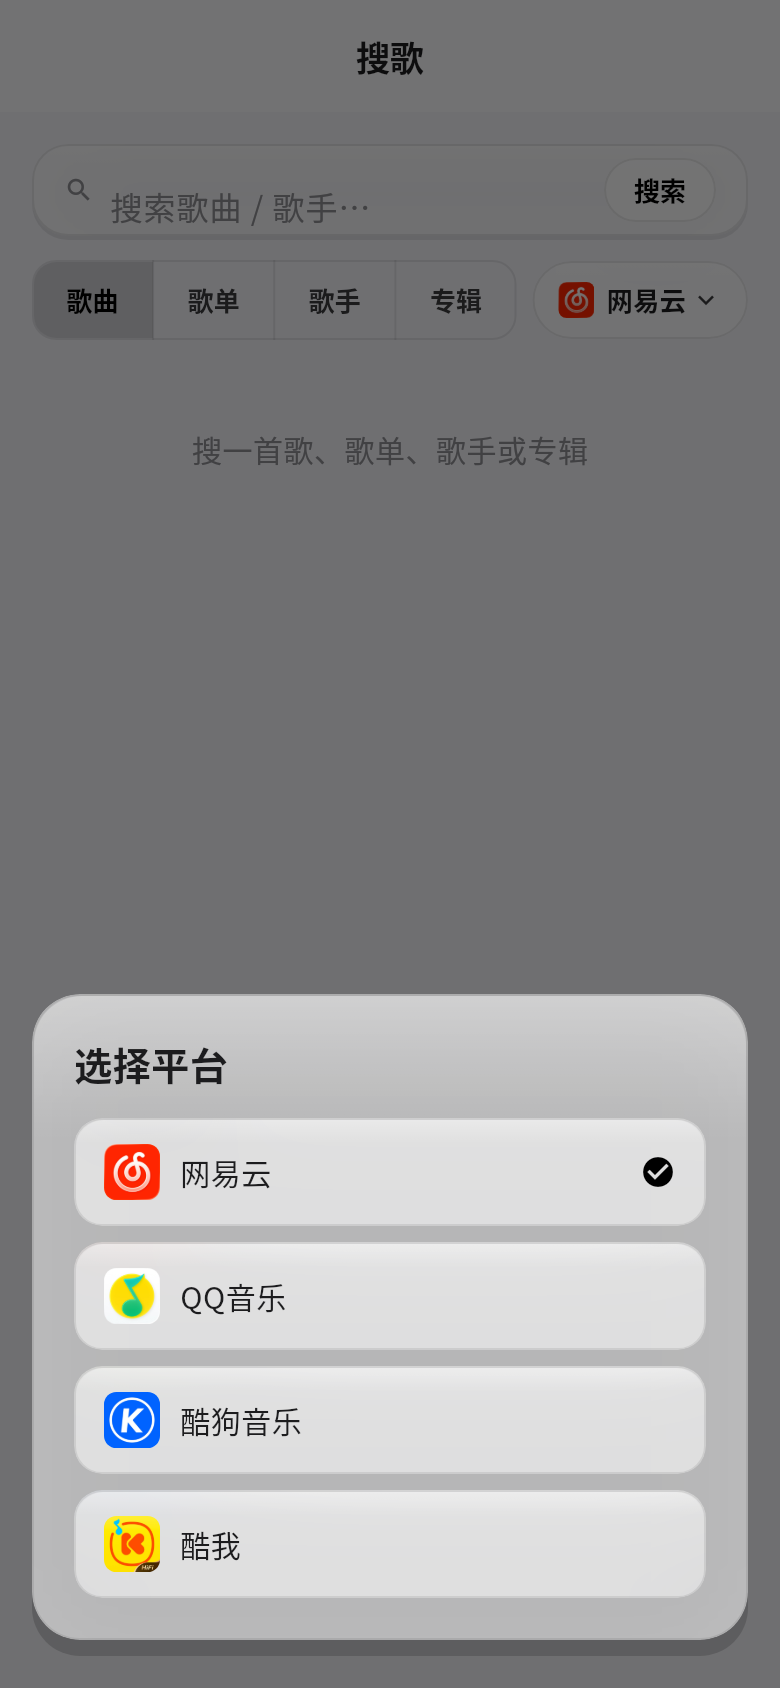 搜歌
搜索歌曲 / 歌手…
搜索
歌曲
歌单
歌手
专辑
网易云
搜一首歌、歌单、歌手或专辑
选择平台
网易云
QQ音乐
酷狗音乐
酷我
HiFi